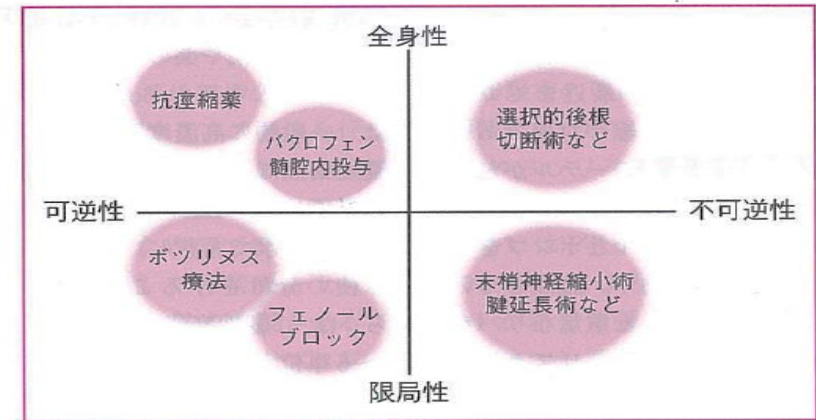 全身性
抗痙縮薬
バクロフェン
髄腔内投与
選択的後根
切断術など
可逆性
不可逆性
ボツリヌス
療法
フェノール
ブロック
末梢神経縮小術
腱延長術など
限局性